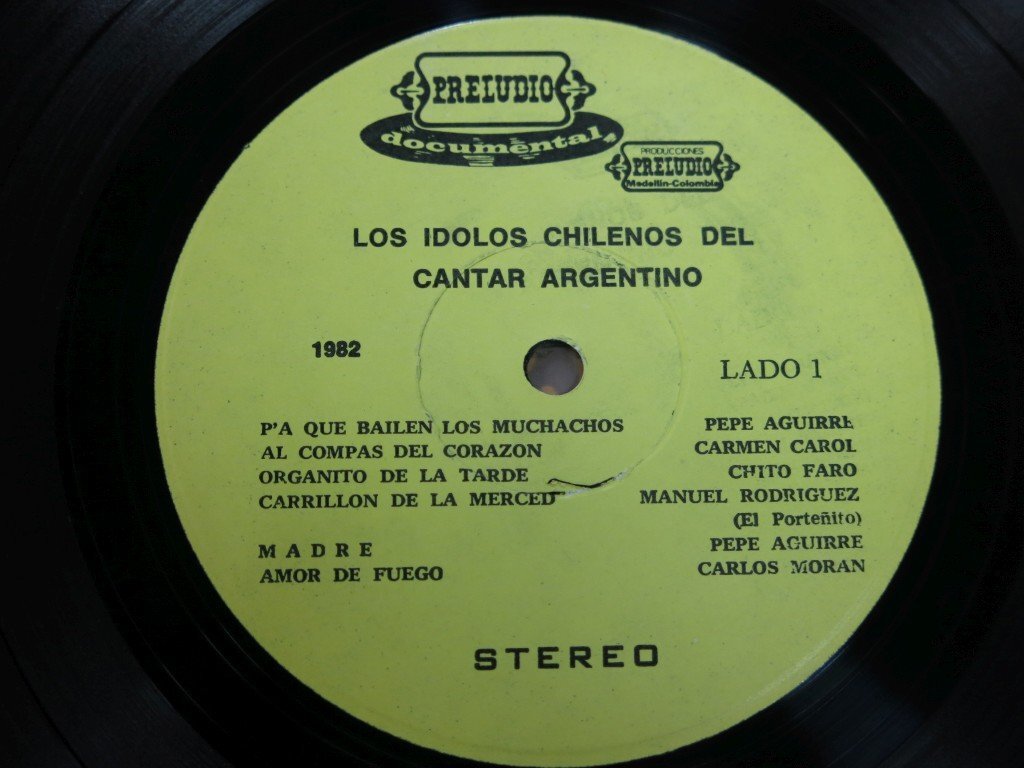 PRELUDIO
documental
PRODUCCIONES
PRELUDIO
Medellin-Colombia
LOS IDOLOS CHILENOS DEL
CANTAR ARGENTINO
1982 LADO 1
P'A QUE BAILEN LOS MUCHACHOS PEPE AGUIRRE
AL COMPAS DEL CORAZON CARMEN CAROL
ORGANITO DE LA TARDE CHITO FARO
CARRILLON DE LA MERCED MANUEL RODRIGUEZ
(El Porteñito)
M A D R E PEPE AGUIRRE
AMOR DE FUEGO CARLOS MORAN
STEREO